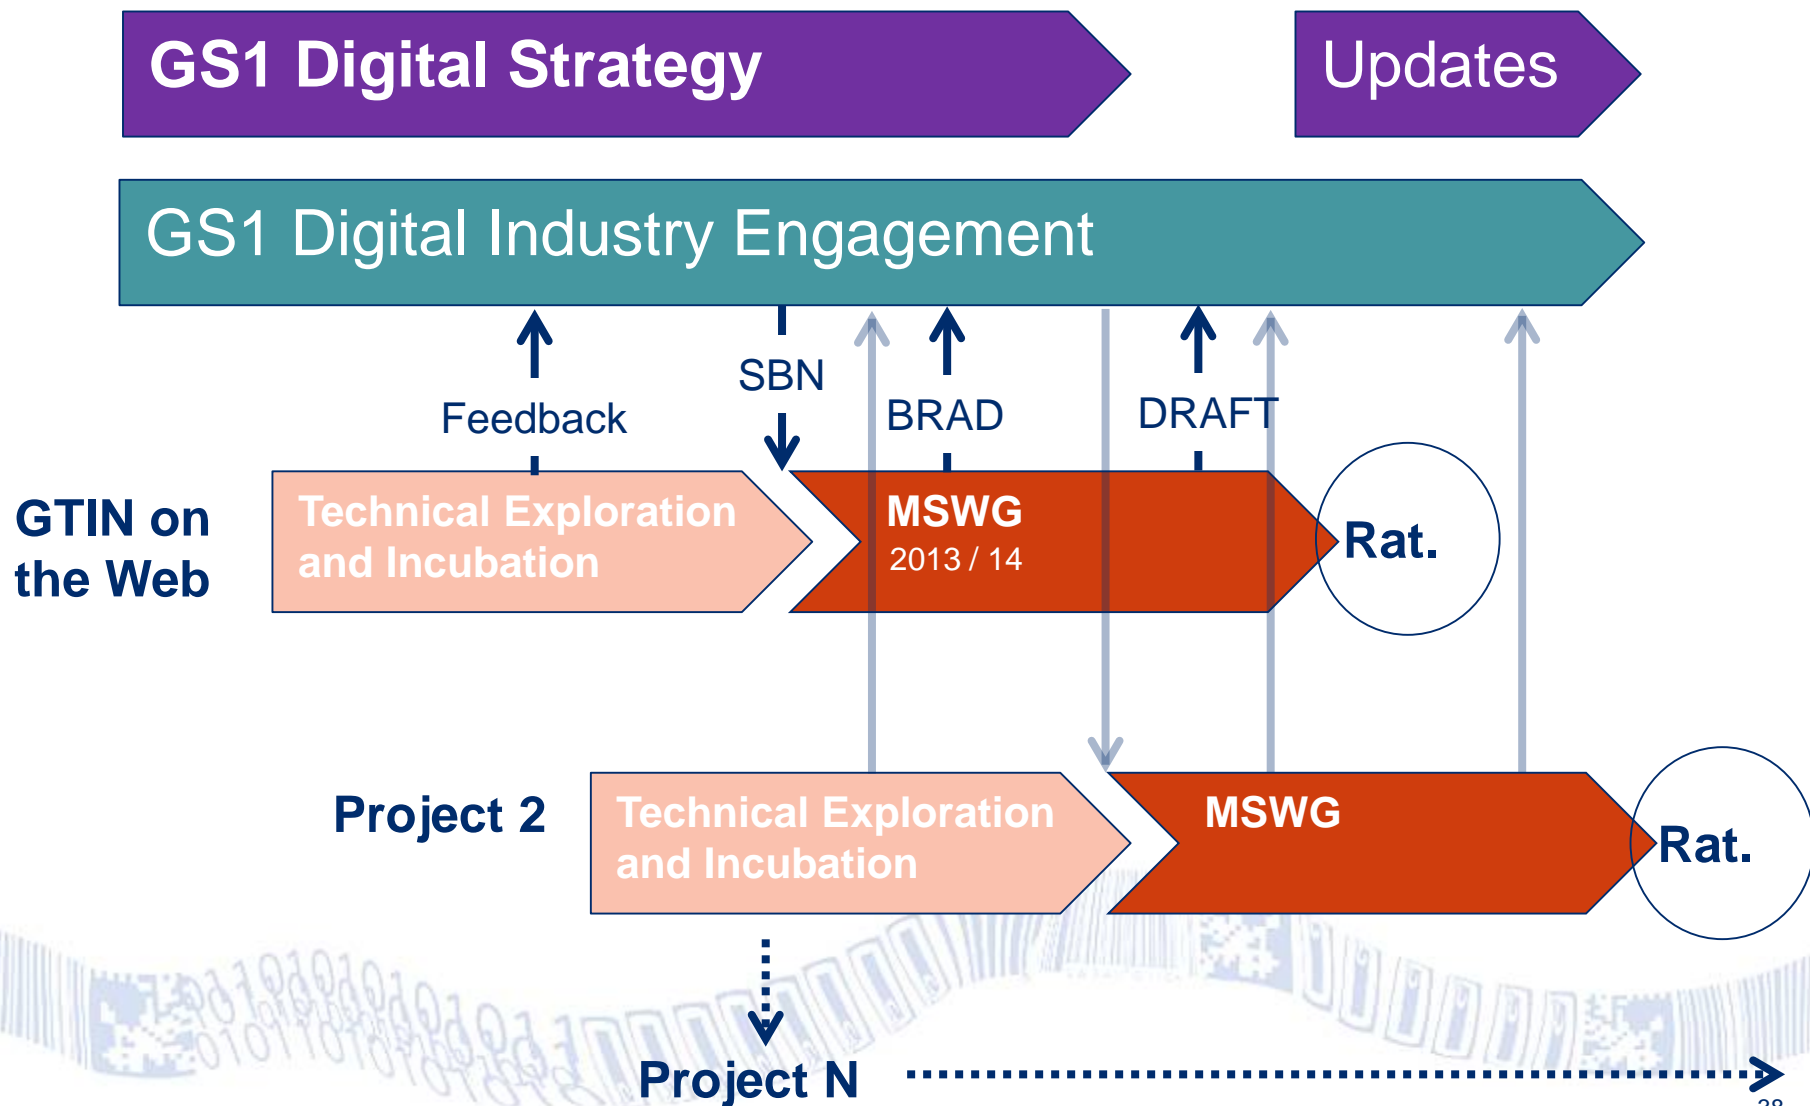 GS1 Digital Strategy
Updates
GS1 Digital Industry Engagement
SBN
Feedback
BRAD
DRAFT
GTIN on
the Web
Technical Exploration
and Incubation
MSWG
2013 / 14
Rat.
Project 2
Technical Exploration
and Incubation
MSWG
Rat.
Project N